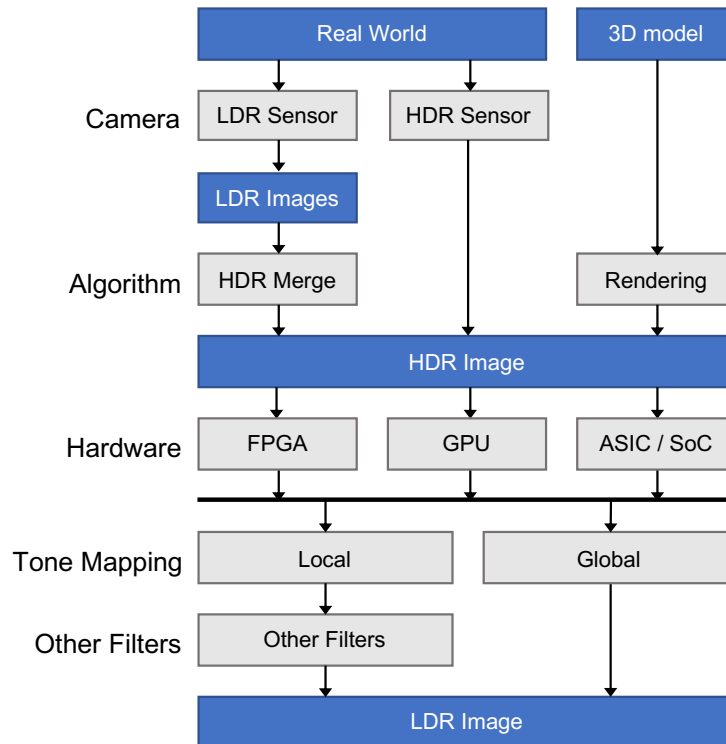 Real World
3D model
Camera
LDR Sensor
HDR Sensor
LDR Images
Algorithm
HDR Merge
Rendering
HDR Image
Hardware
FPGA
GPU
ASIC / SoC
Tone Mapping
Local
Global
Other Filters
Other Filters
LDR Image